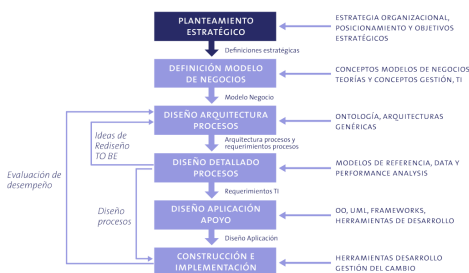 PLANTEAMIENTO
ESTRATÉGICO
ESTRATEGIA ORGANIZACIONAL,
POSICIONAMIENTO Y OBJETIVOS
ESTRATÉGICOS
Definiciones estratégicas
DEFINICIÓN MODELO
DE NEGOCIOS
CONCEPTOS MODELOS DE NEGOCIOS
TEORÍAS Y CONCEPTOS GESTIÓN, TI
Modelo Negocio
DISEÑO ARQUITECTURA
PROCESOS
ONTOLOGÍA, ARQUITECTURAS
GENÉRICAS
Ideas de
Rediseño
TO BE
Arquitectura procesos y
requerimientos procesos
Evaluación de
desempeño
DISEÑO DETALLADO
PROCESOS
MODELOS DE REFERENCIA, DATA Y
PERFORMANCE ANALYSIS
Requerimientos TI
Diseño
procesos
DISEÑO APLICACIÓN
APOYO
OO, UML, FRAMEWORKS,
HERRAMIENTAS DE DESARROLLO
Diseño Aplicación
CONSTRUCCIÓN E
IMPLEMENTACIÓN
HERRAMIENTAS DESARROLLO
GESTIÓN DEL CAMBIO